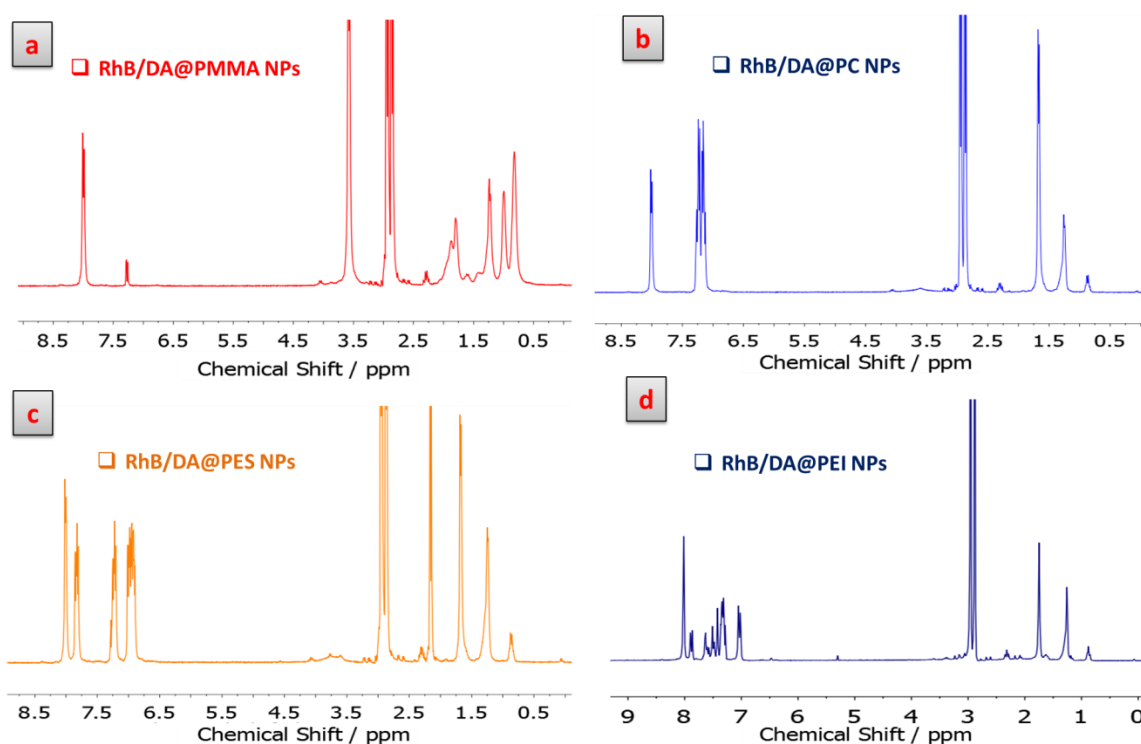 a
❑ RhB/DA@PMMA NPs
8.5 7.5 6.5 5.5 4.5 3.5 2.5 1.5 0.5
Chemical Shift / ppm
b
❑ RhB/DA@PC NPs
8.5 7.5 6.5 5.5 4.5 3.5 2.5 1.5 0.5
Chemical Shift / ppm
c
❑ RhB/DA@PES NPs
8.5 7.5 6.5 5.5 4.5 3.5 2.5 1.5 0.5
Chemical Shift / ppm
d
❑ RhB/DA@PEI NPs
9 8 7 6 5 4 3 2 1 0
Chemical Shift / ppm